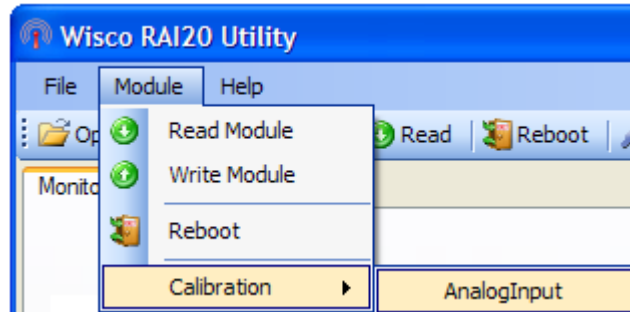 Wisco RAI20 Utility
File Module Help
Read Module Read Reboot
Write Module
Reboot
Calibration AnalogInput